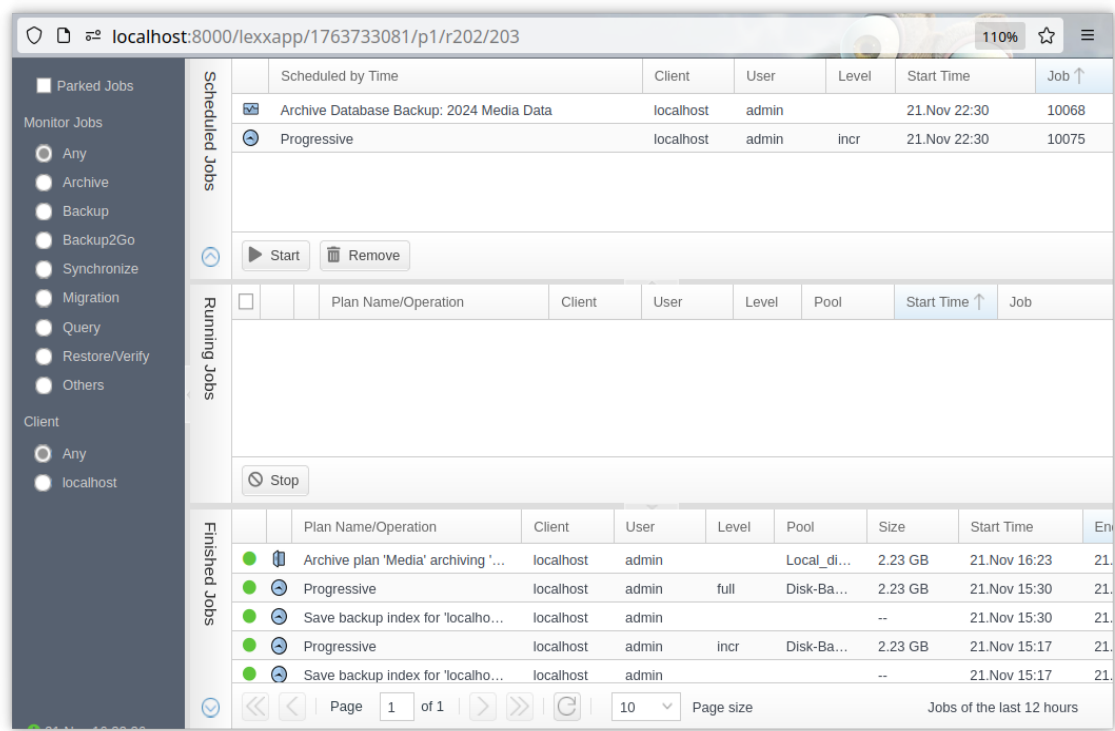 localhost:8000/lexxapp/1763733081/p1/r202/203 110%
Parked Jobs
Monitor Jobs
Any
Archive
Backup
Backup2Go
Synchronize
Migration
Query
Restore/Verify
Others
Client
Any
localhost
Scheduled Jobs
Scheduled by Time Client User Level Start Time Job
Archive Database Backup: 2024 Media Data localhost admin 21.Nov 22:30 10068
Progressive localhost admin incr 21.Nov 22:30 10075
Start Remove
Running Jobs
Plan Name/Operation Client User Level Pool Start Time Job
Stop
Finished Jobs
Plan Name/Operation Client User Level Pool Size Start Time
Archive plan 'Media' archiving '... localhost admin Local_di... 2.23 GB 21.Nov 16:23 21.
Progressive localhost admin full Disk-Ba... 2.23 GB 21.Nov 15:30 21.
Save backup index for 'localho... localhost admin -- 21.Nov 15:30 21.
Progressive localhost admin incr Disk-Ba... 2.23 GB 21.Nov 15:17 21.
Save backup index for 'localho... localhost admin -- 21.Nov 15:17 21.
Page 1 of 1 10 Page size Jobs of the last 12 hours